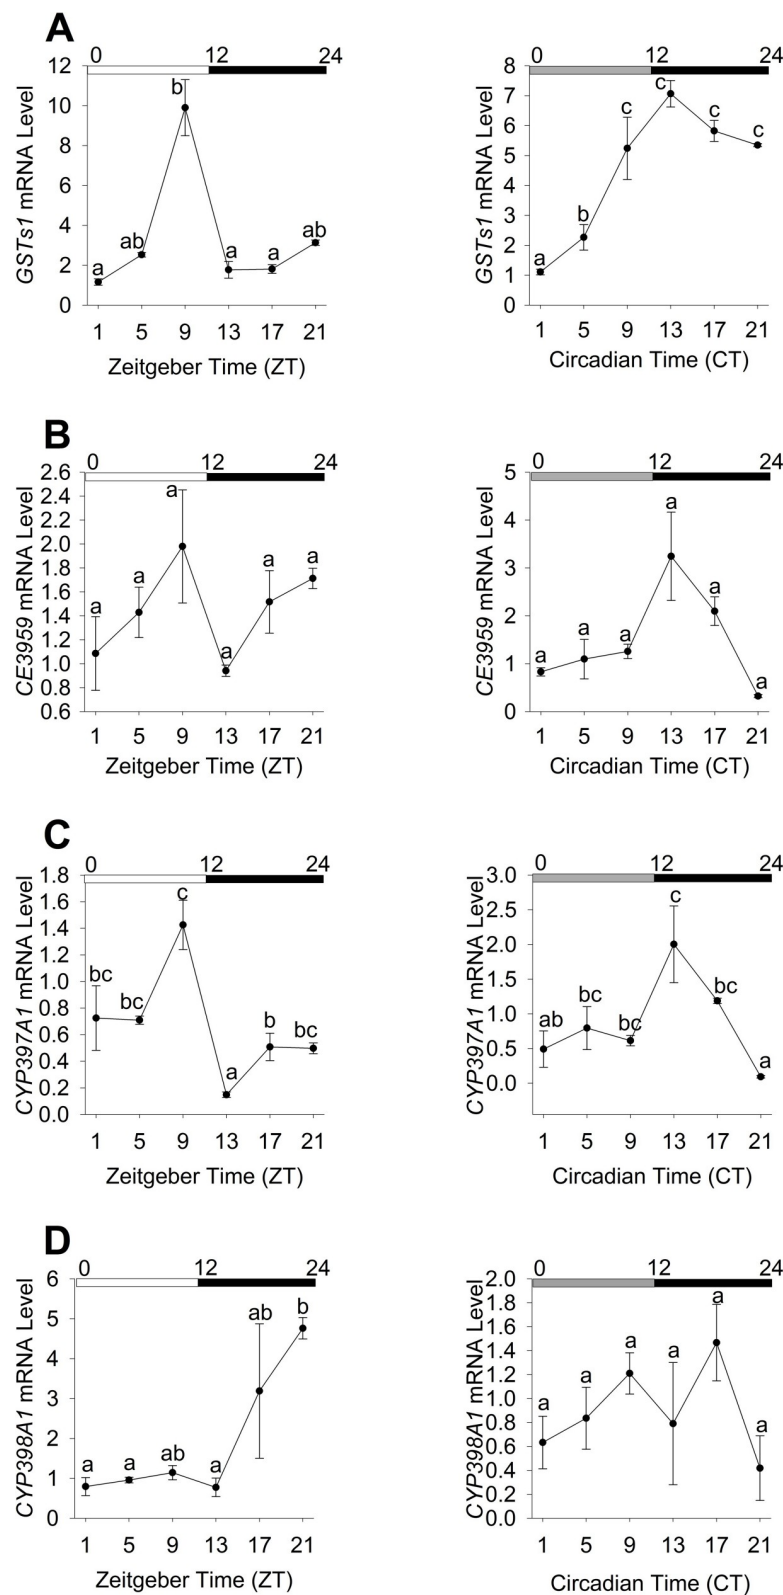 A
0 12 24
12
10
8
6
4
2
0
GSTs1 mRNA Level
a ab b a a ab
1 5 9 13 17 21
Zeitgeber Time (ZT)
0 12 24
8
7
6
5
4
3
2
1
0
GSTs1 mRNA Level
a b c c c c
1 5 9 13 17 21
Circadian Time (CT)
B
0 12 24
2.6
2.4
2.2
2.0
1.8
1.6
1.4
1.2
1.0
0.8
0.6
CE3959 mRNA Level
a a a a a a
1 5 9 13 17 21
Zeitgeber Time (ZT)
0 12 24
5
4
3
2
1
0
CE3959 mRNA Level
a a a a a a
1 5 9 13 17 21
Circadian Time (CT)
C
0 12 24
1.8
1.6
1.4
1.2
1.0
0.8
0.6
0.4
0.2
0.0
CYP397A1 mRNA Level
bc bc c a b bc
1 5 9 13 17 21
Zeitgeber Time (ZT)
0 12 24
3.0
2.5
2.0
1.5
1.0
0.5
0.0
CYP397A1 mRNA Level
ab bc bc c bc a
1 5 9 13 17 21
Circadian Time (CT)
D
0 12 24
6
5
4
3
2
1
0
CYP398A1 mRNA Level
a a ab a ab b
1 5 9 13 17 21
Zeitgeber Time (ZT)
0 12 24
2.0
1.8
1.6
1.4
1.2
1.0
0.8
0.6
0.4
0.2
0.0
CYP398A1 mRNA Level
a a a a a a
1 5 9 13 17 21
Circadian Time (CT)